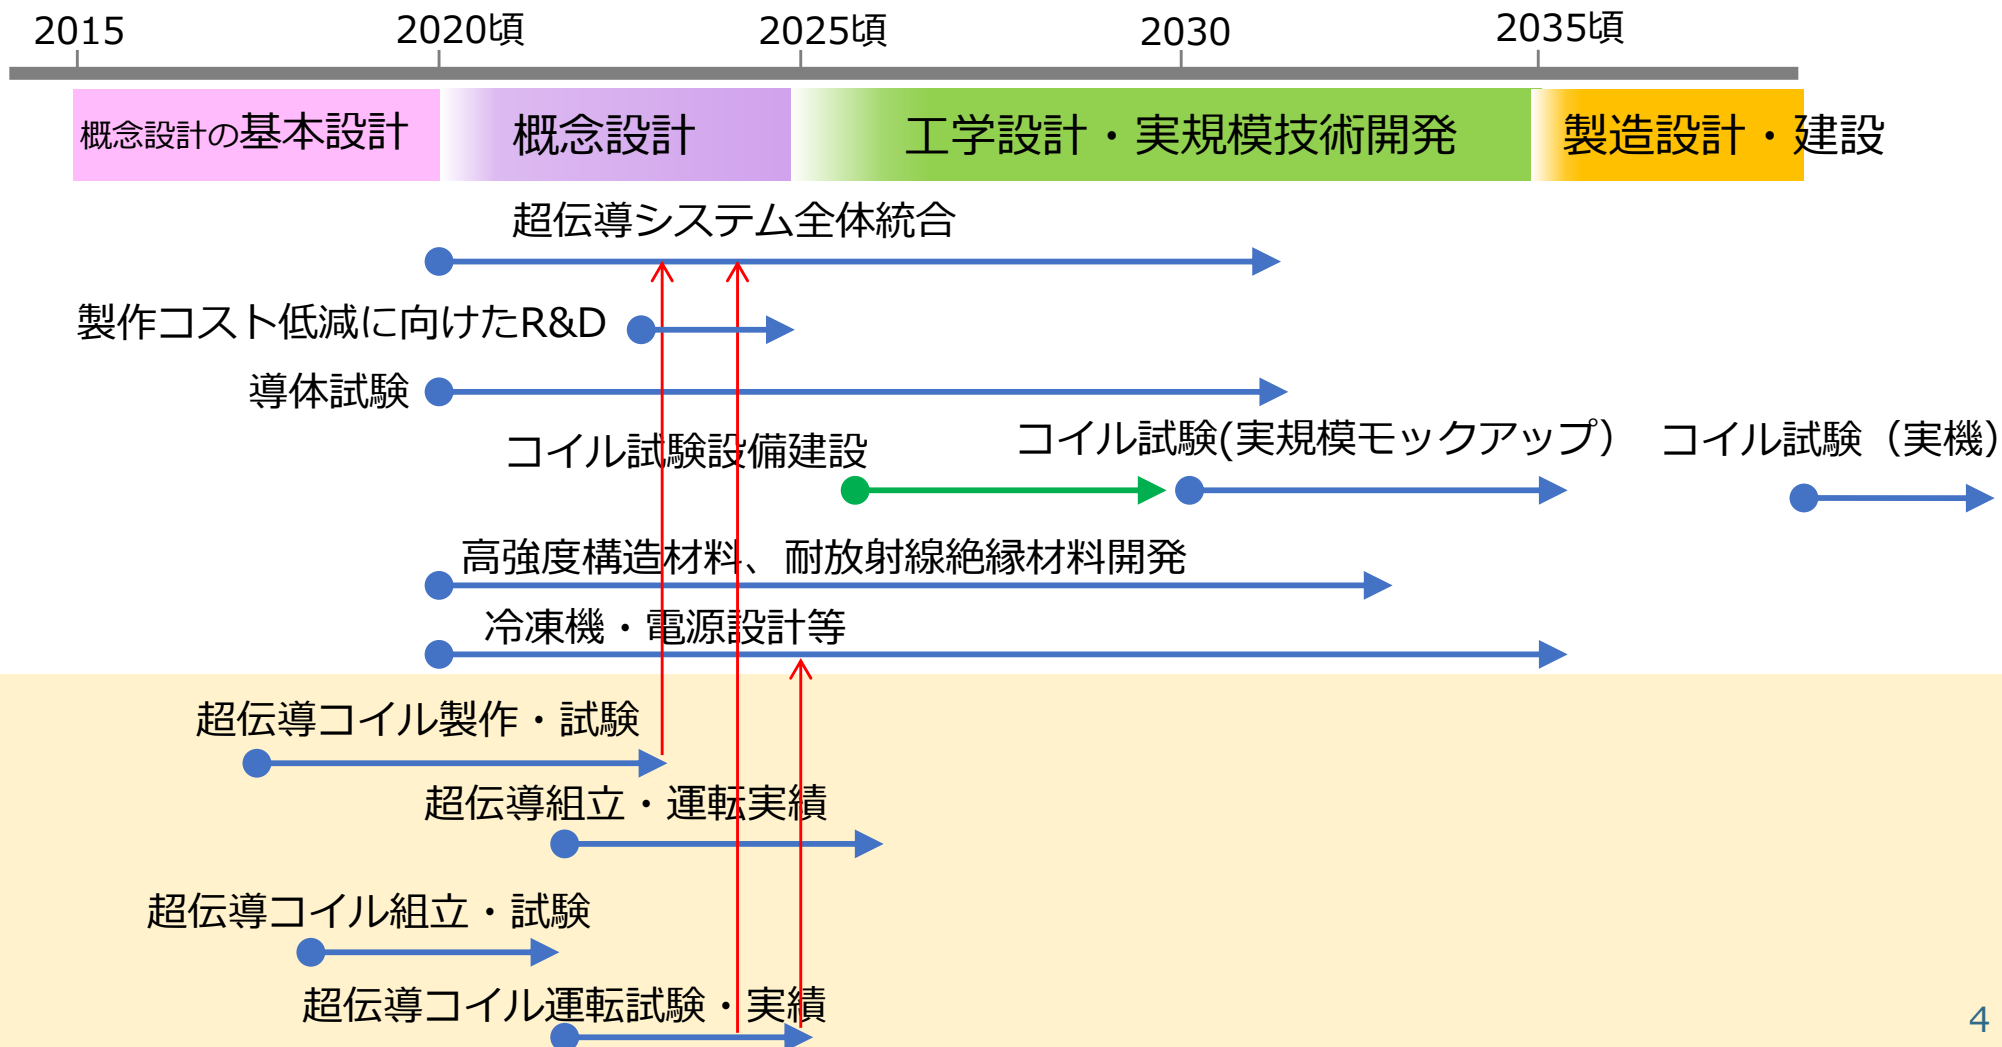 2015 2020頃 2025頃 2030 2035頃
概念設計の基本設計 概念設計 工学設計・実規模技術開発 製造設計・建設
超伝導システム全体統合
製作コスト低減に向けたR&D
導体試験
コイル試験設備建設 コイル試験(実規模モックアップ） コイル試験（実機）
高強度構造材料、耐放射線絶縁材料開発
冷凍機・電源設計等
超伝導コイル製作・試験
超伝導組立・運転実績
超伝導コイル組立・試験
超伝導コイル運転試験・実績
4